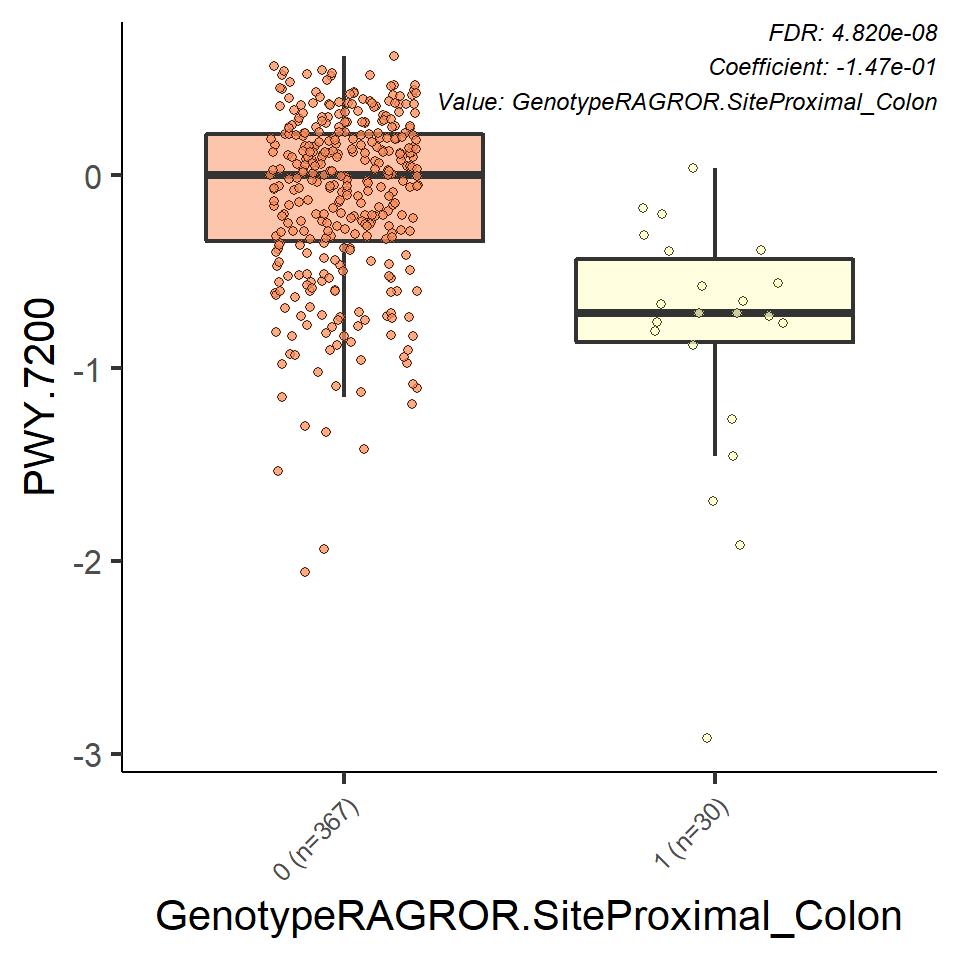 FDR: 4.820e-08
Coefficient: -1.47e-01
Value: GenotypeRAGROR.SiteProximal_Colon
PWY.7200
0
-1
-2
-3
0 (n=367)
1 (n=30)
GenotypeRAGROR.SiteProximal_Colon